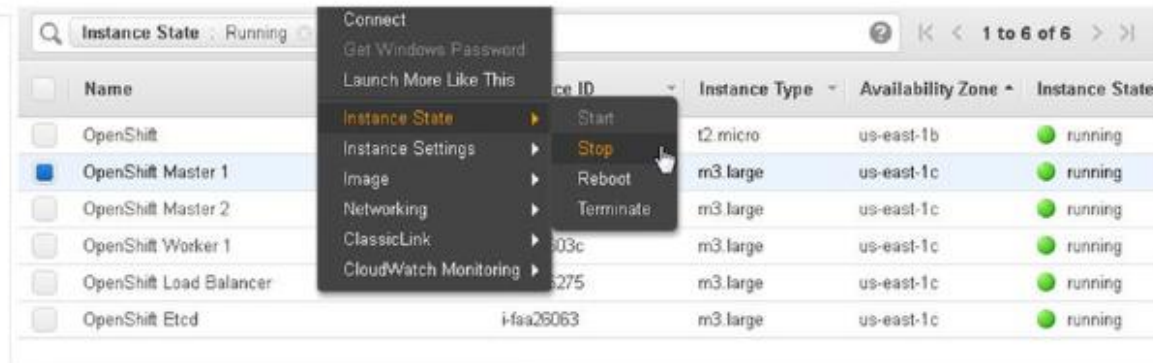 Instance State : Running
1 to 6 of 6
Connect
Get Windows Password
Launch More Like This
Instance State
Instance Settings
Image
Networking
ClassicLink
CloudWatch Monitoring
Start
Stop
Reboot
Terminate
Name ce ID Instance Type Availability Zone Instance State
OpenShift t2.micro us-east-1b running
OpenShift Master 1 m3.large us-east-1c running
OpenShift Master 2 m3.large us-east-1c running
OpenShift Worker 1 603c m3.large us-east-1c running
OpenShift Load Balancer 6275 m3.large us-east-1c running
OpenShift Etcd i-faa26063 m3.large us-east-1c running